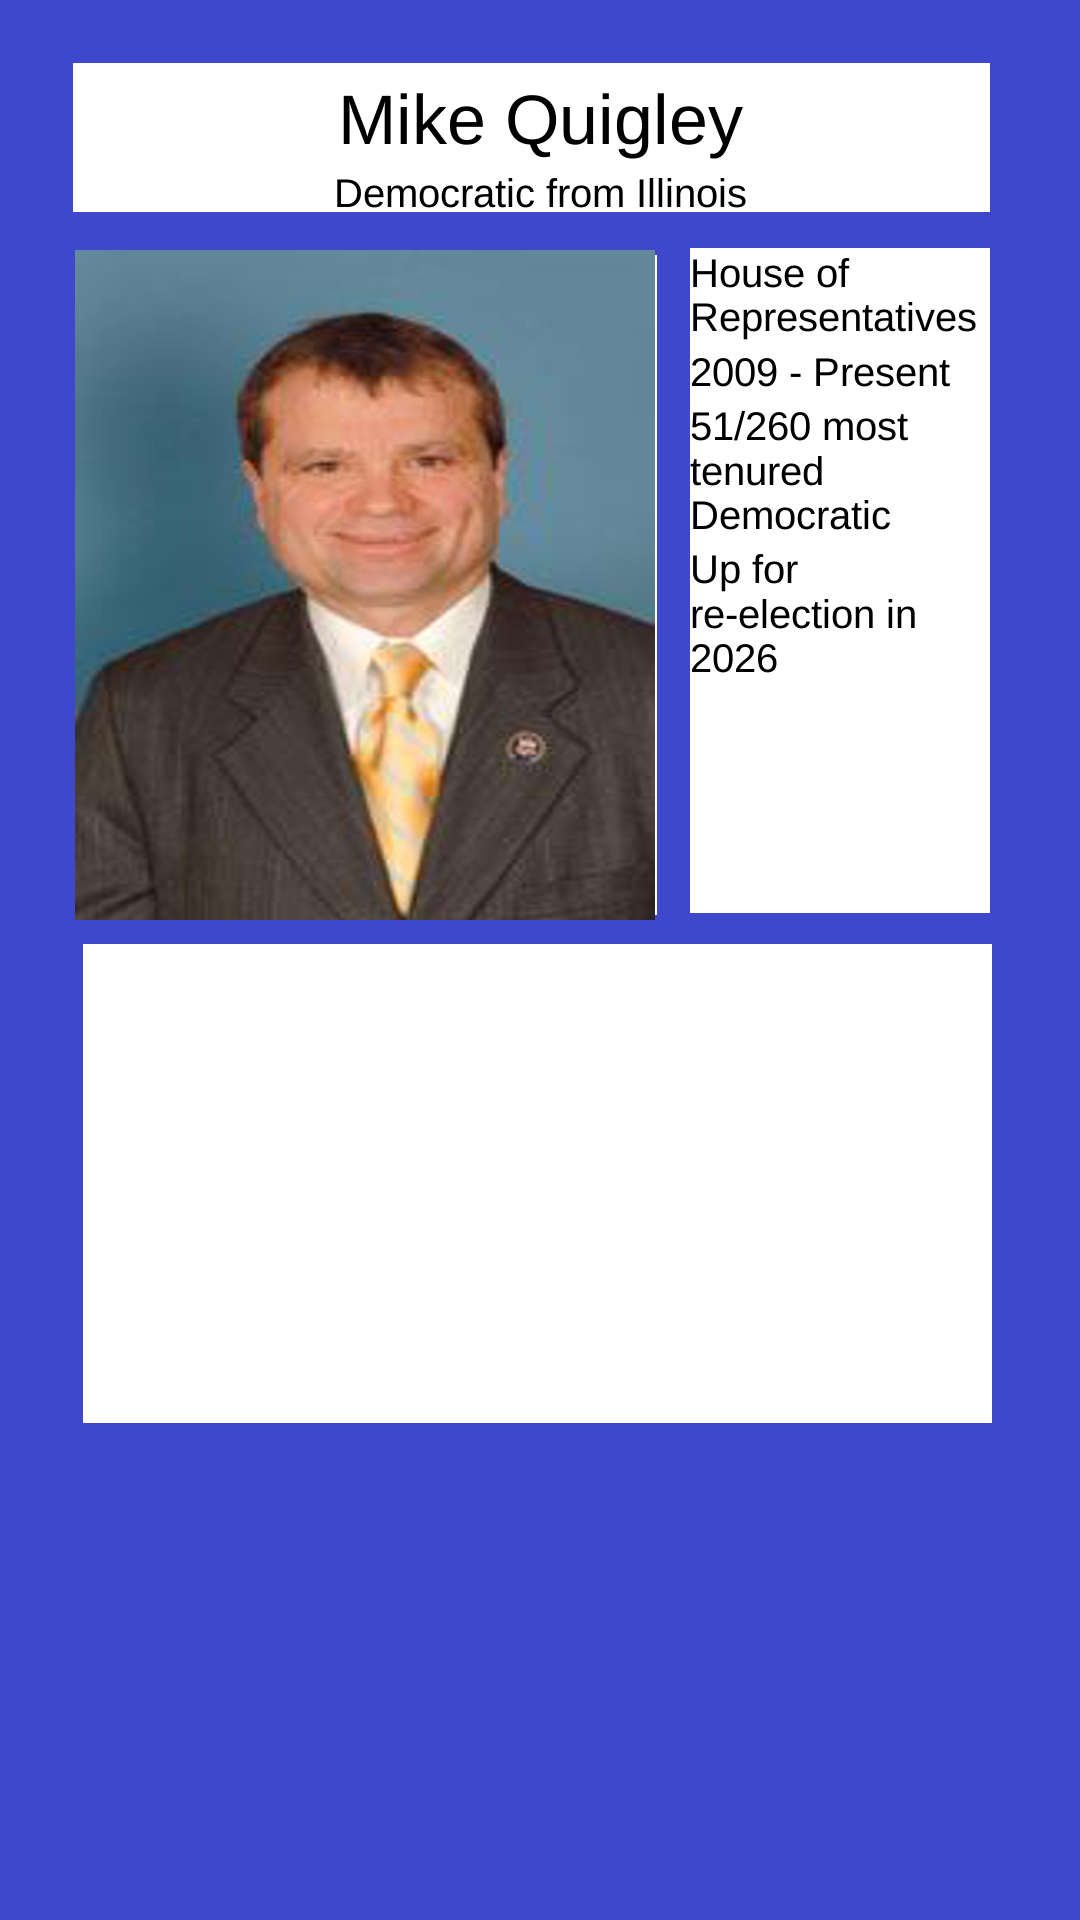 Mike Quigley
Democratic from Illinois
House of
Representatives
2009 - Present
51/260 most
tenured
Democratic
Up for
re-election in
2026